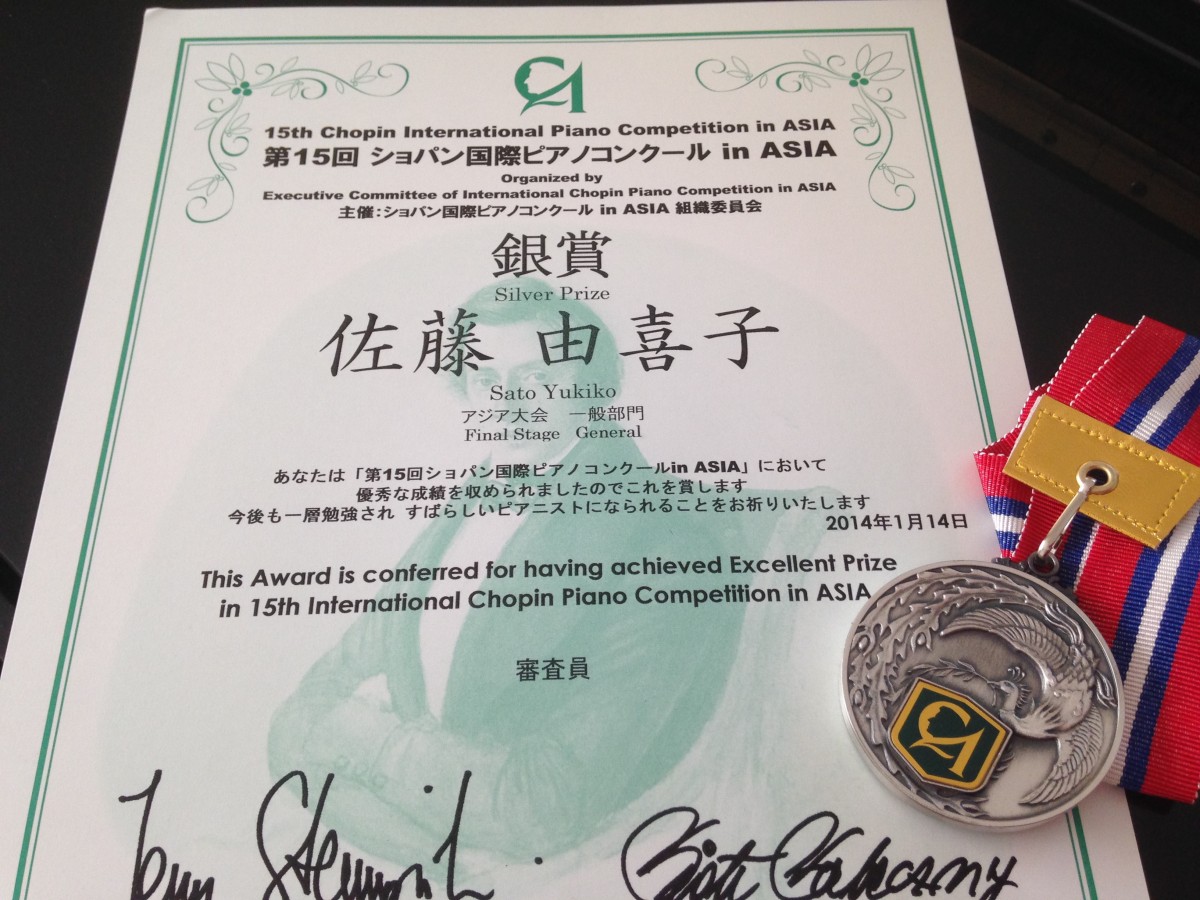 CA
15th Chopin International Piano Competition in ASIA
第15回 ショパン国際ピアノコンクール in ASIA
Organized by
Executive Committee of International Chopin Piano Competition in ASIA
主催：ショパン国際ピアノコンクール in ASIA 組織委員会
銀賞
Silver Prize
佐藤 由喜子
Sato Yukiko
アジア大会 一般部門
Final Stage General
あなたは「第15回ショパン国際ピアノコンクールin ASIA」において
優秀な成績を収められましたのでこれを賞します
今後も一層勉強され すばらしいピアニストになられることをお祈りいたします
2014年1月14日
This Award is conferred for having achieved Excellent Prize
in 15th International Chopin Piano Competition in ASIA
審査員
CA